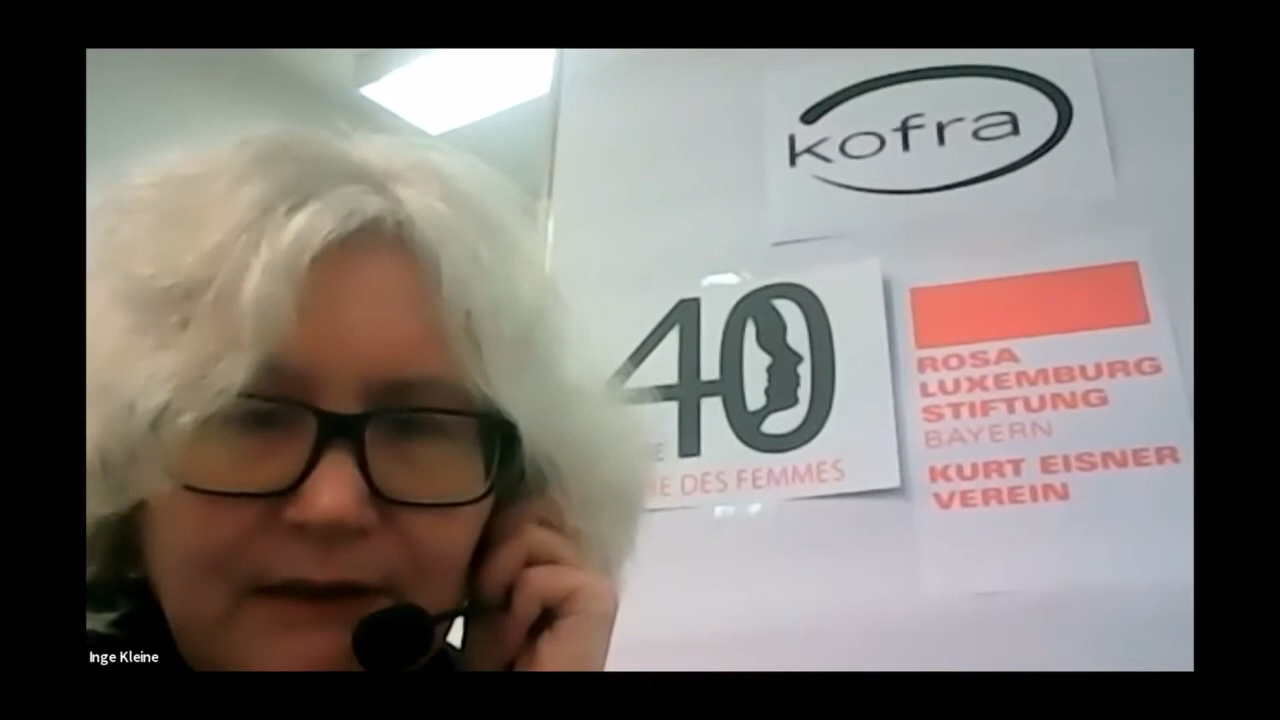 kofra
40
DES FEMMES
ROSA
LUXEMBURG
STIFTUNG
BAYERN
KURT EISNER
VEREIN
Inge Kleine